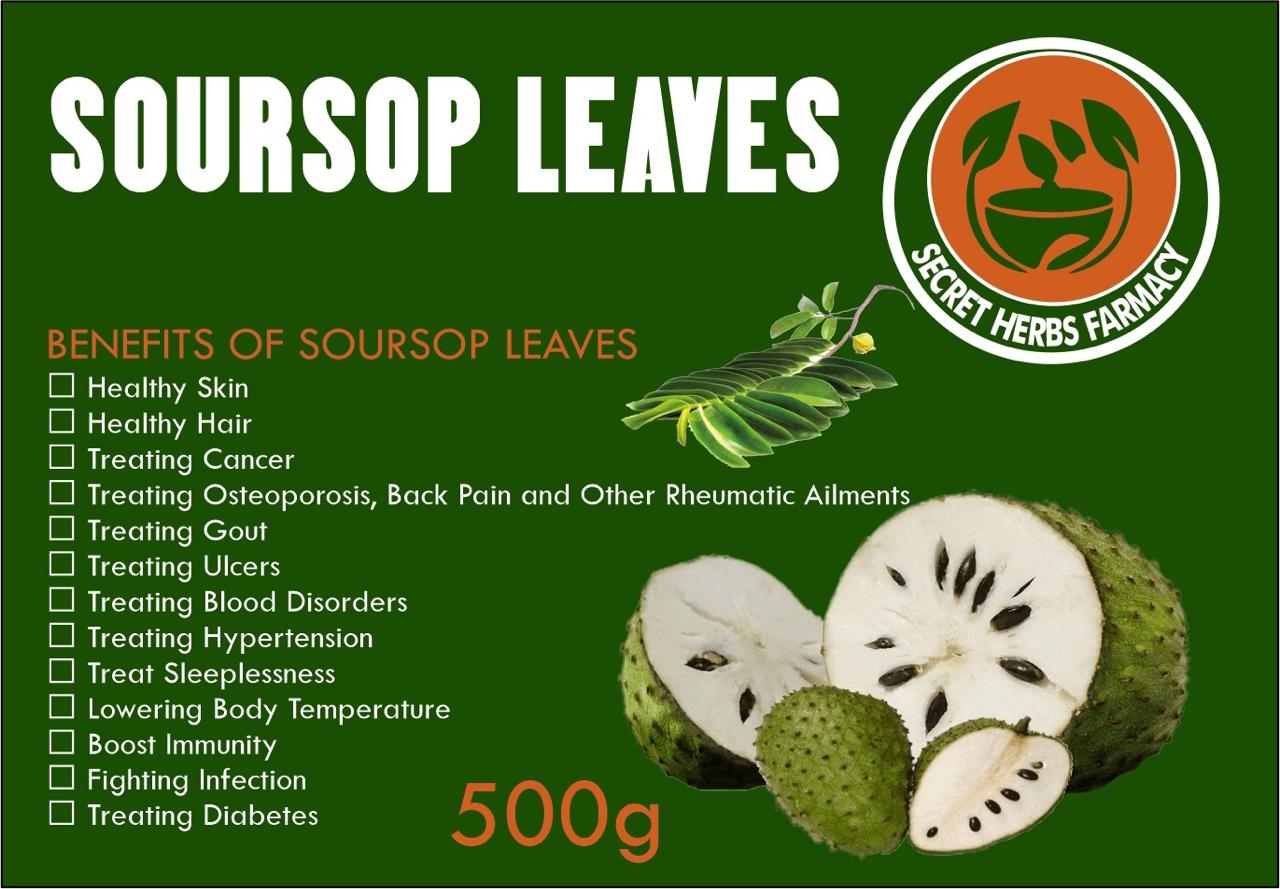 SOURSOP LEAVES
SECRET HERBS FARMACY
BENEFITS OF SOURSOP LEAVES
☐ Healthy Skin
☐ Healthy Hair
☐ Treating Cancer
☐ Treating Osteoporosis, Back Pain and Other Rheumatic Ailments
☐ Treating Gout
☐ Treating Ulcers
☐ Treating Blood Disorders
☐ Treating Hypertension
☐ Treat Sleeplessness
☐ Lowering Body Temperature
☐ Boost Immunity
☐ Fighting Infection
☐ Treating Diabetes
500g